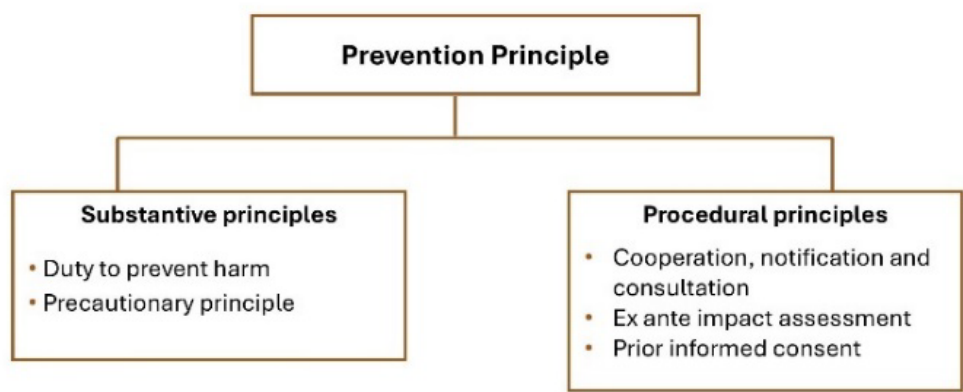 Prevention Principle
Substantive principles
• Duty to prevent harm
• Precautionary principle
Procedural principles
• Cooperation, notification and
consultation
• Ex ante impact assessment
• Prior informed consent